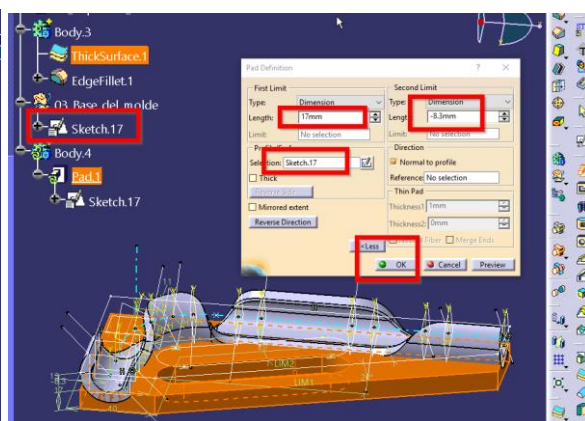 Body.3
ThickSurface.1
EdgeFillet.1
03 Base del molde
Sketch.17
Body.4
Pad.1
Sketch.17
Pad Definition ? ×
First Limit
Type: Dimension
Length: 17mm
Limit: No selection
Second Limit
Type: Dimension
Length: -8.3mm
Limit: No selection
Selection: Sketch.17
Thick
Reverse Side
Mirrored extent
Reverse Direction
Direction
Normal to profile
Reference: No selection
Thin Pad
Thickness1: 1mm
Thickness2: 0mm
Fiber Merge Ends
<<Less
OK Cancel Preview
LIM2
LIM1